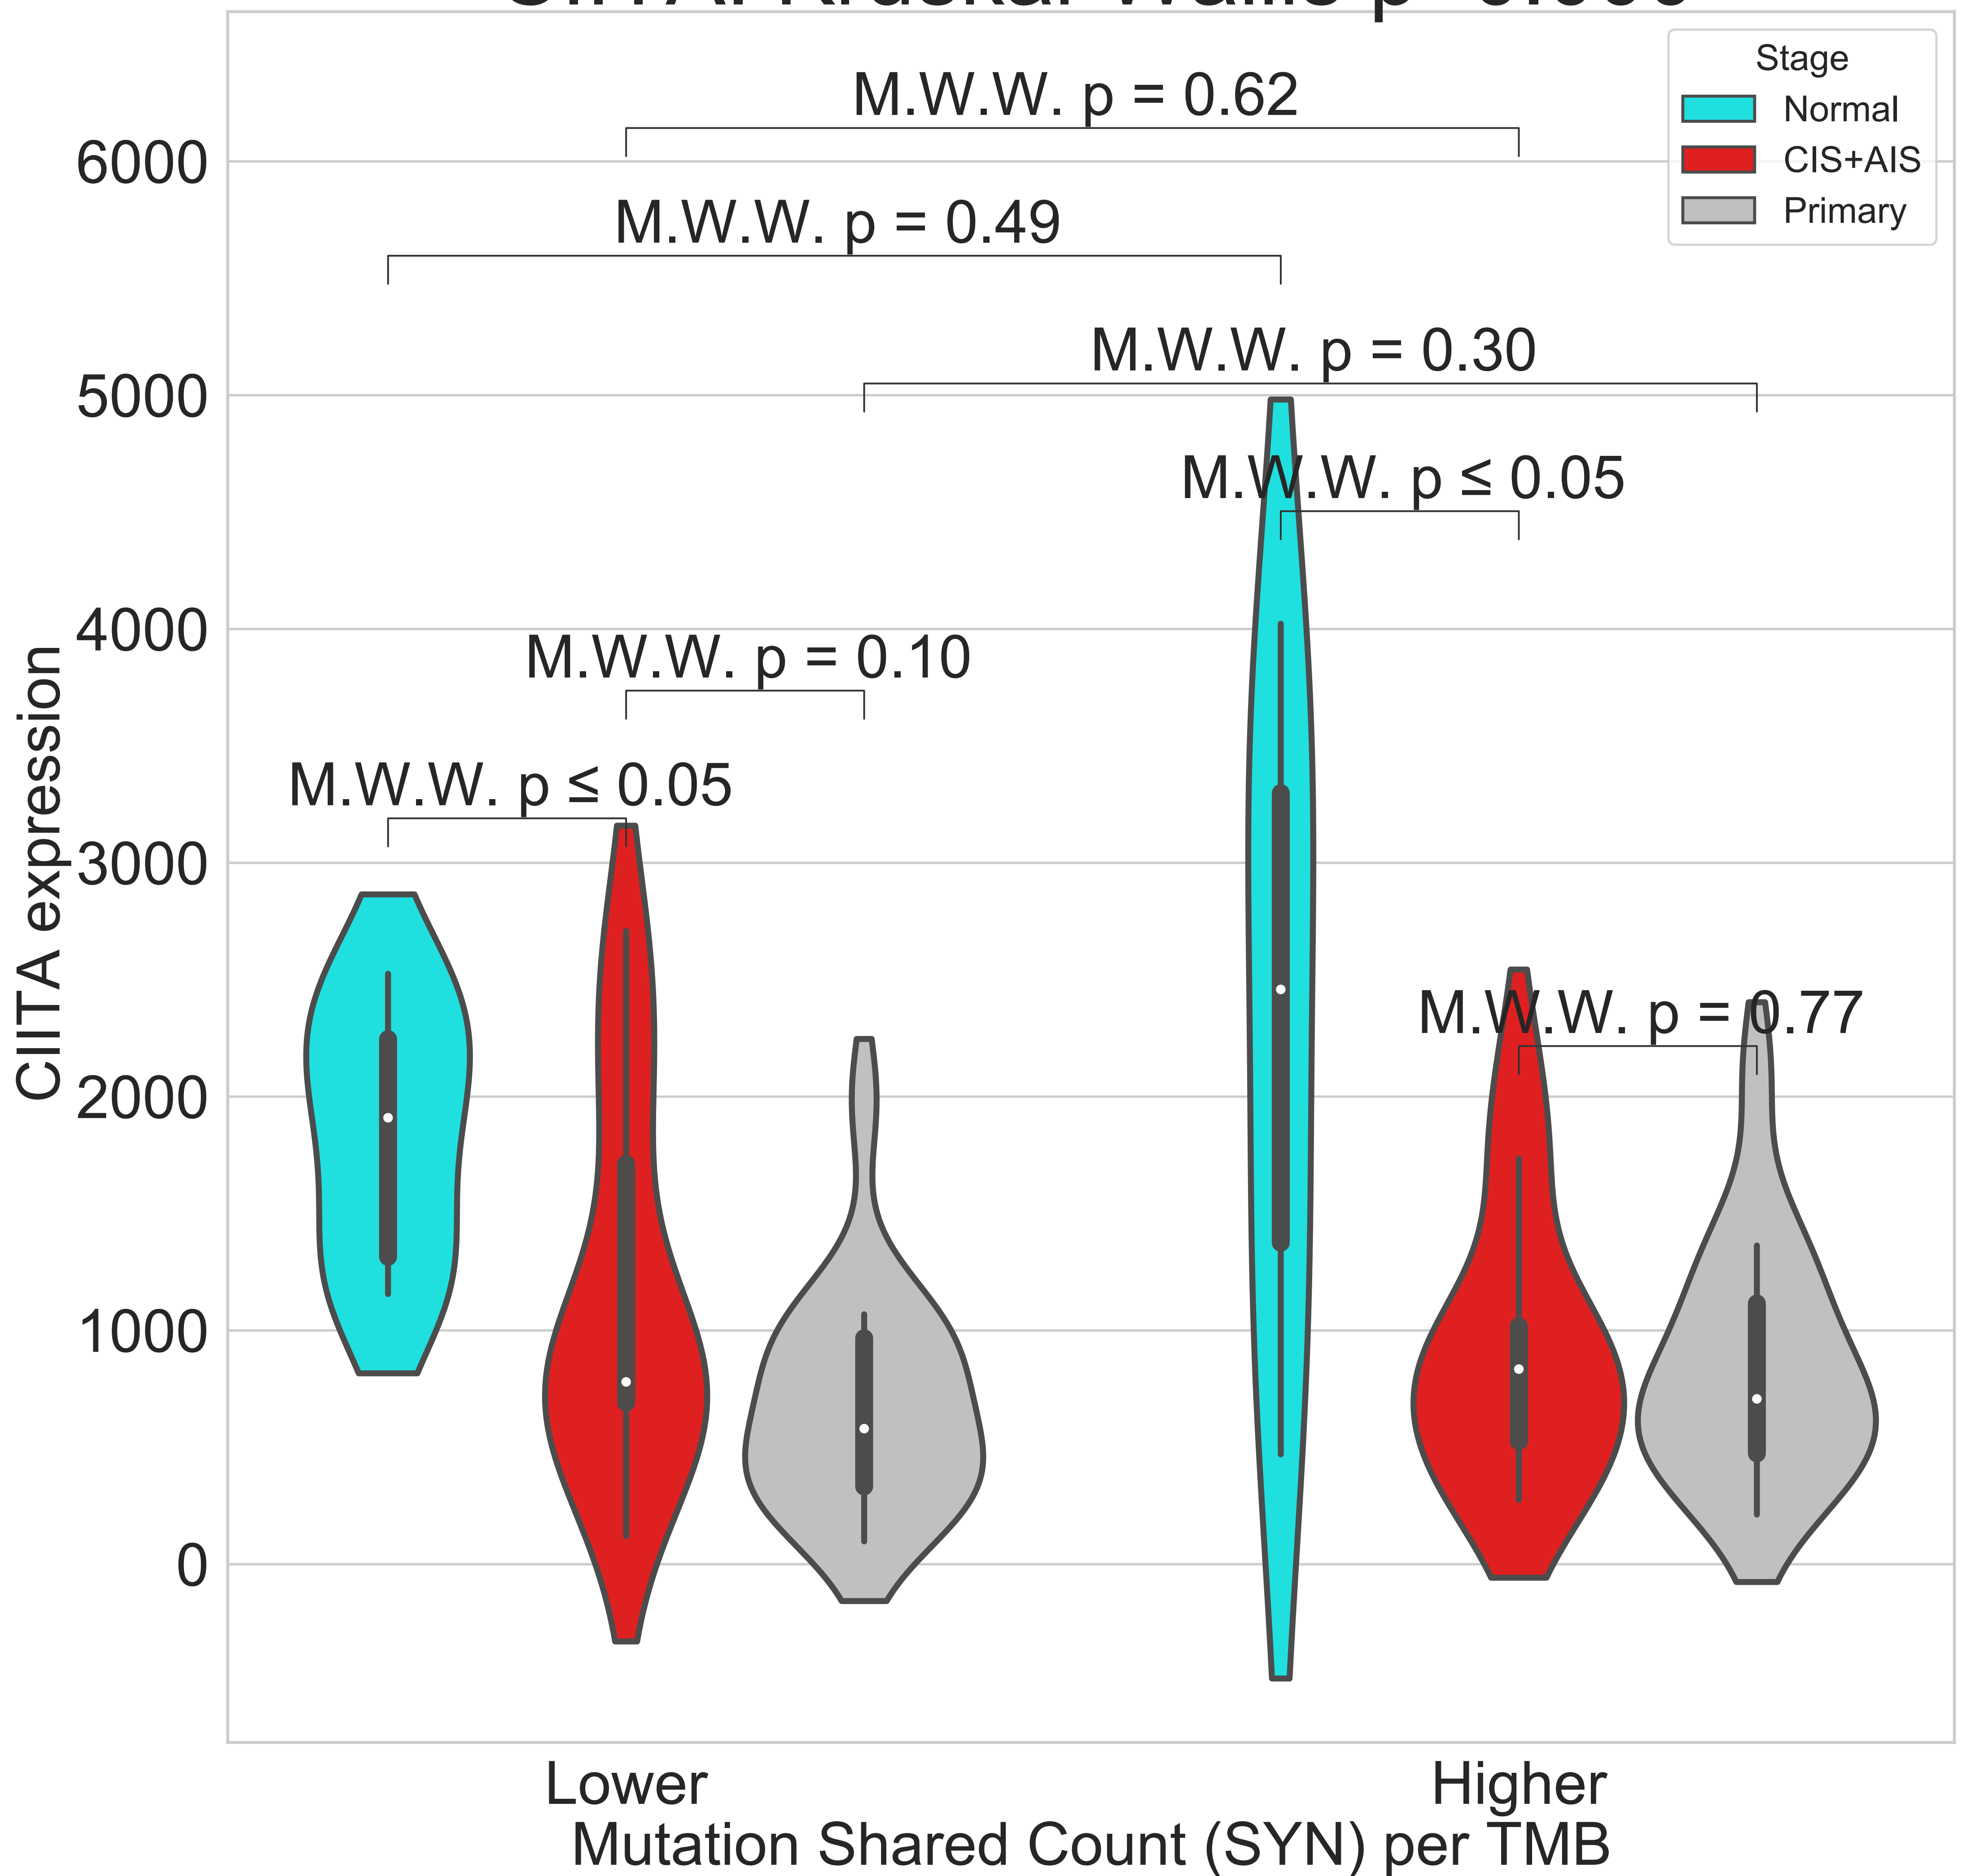 Stage
Normal
CIS+AIS
Primary
M.W.W. p = 0.62
M.W.W. p = 0.49
M.W.W. p = 0.30
M.W.W. p ≤ 0.05
M.W.W. p = 0.10
M.W.W. p ≤ 0.05
M.W.W. p = 0.77
6000
5000
4000
3000
2000
1000
0
CIITA expression
Lower
Higher
Mutation Shared Count (SYN) per TMB